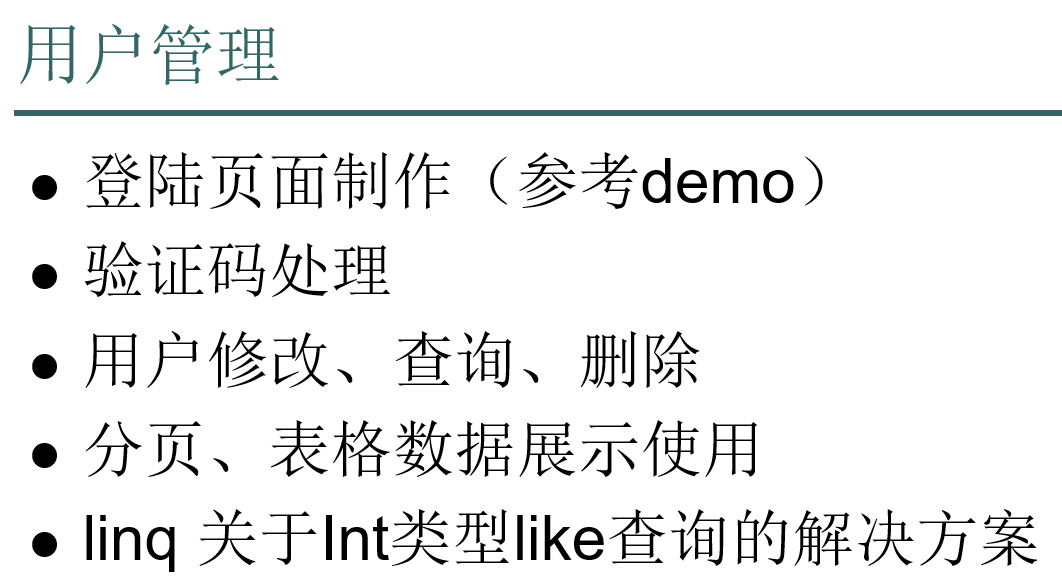 用户管理
● 登陆页面制作（参考demo）
● 验证码处理
● 用户修改、查询、删除
● 分页、表格数据展示使用
● linq 关于Int类型like查询的解决方案